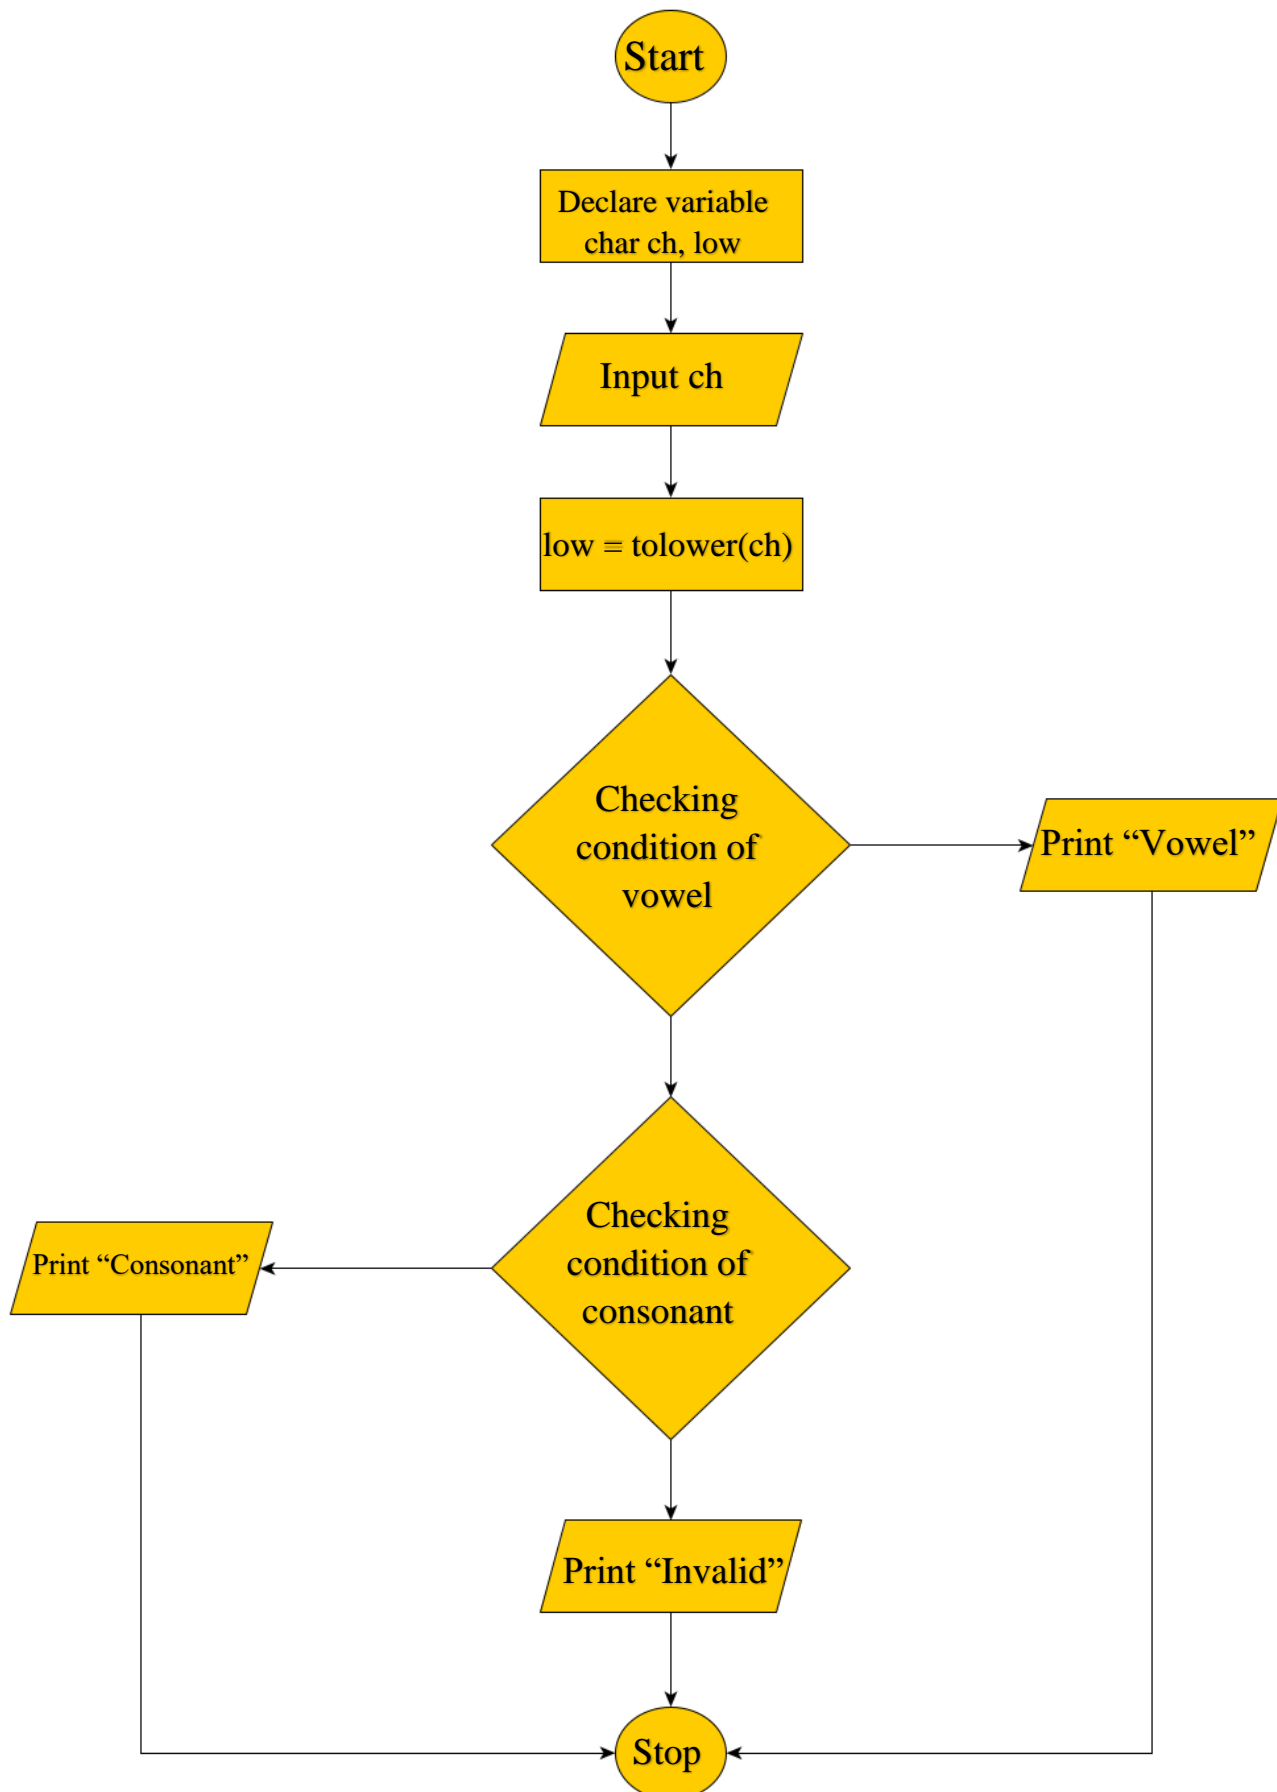 Start
Declare variable
char ch, low
Input ch
low = tolower(ch)
Checking
condition of
vowel
Print “Vowel”
Checking
condition of
consonant
Print “Consonant”
Print “Invalid”
Stop